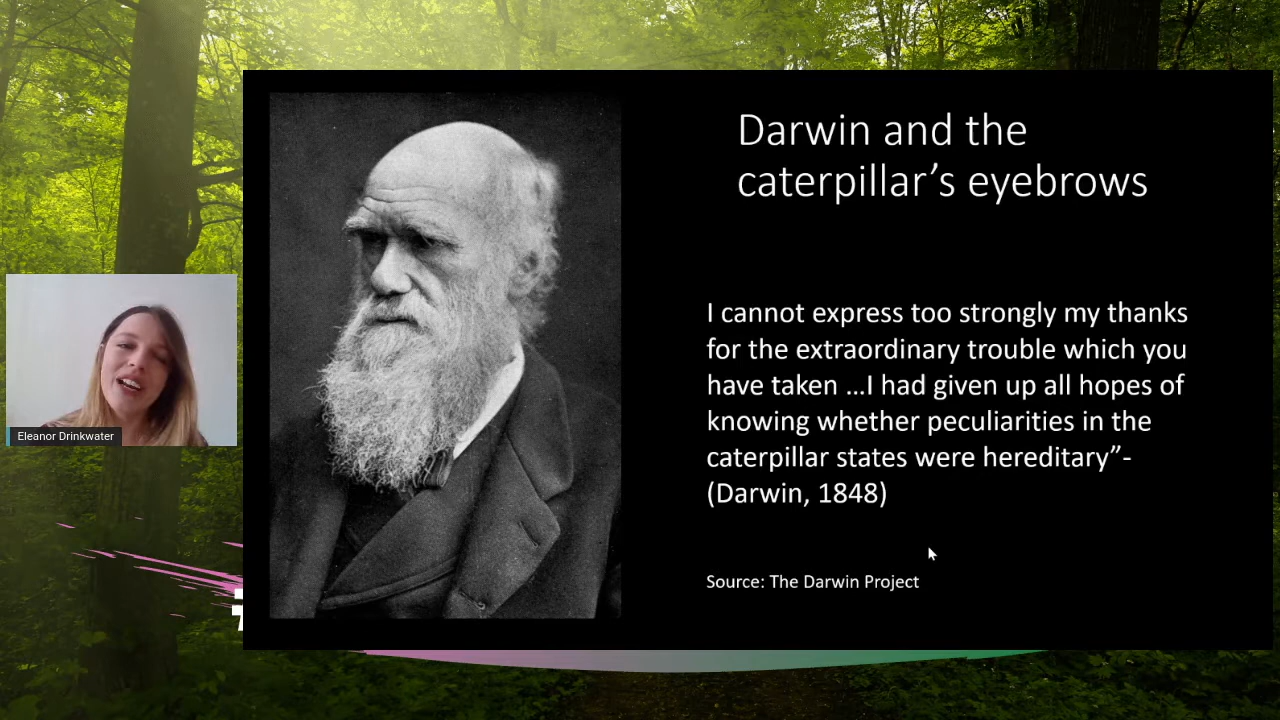 Darwin and the
caterpillar’s eyebrows
I cannot express too strongly my thanks
for the extraordinary trouble which you
have taken …I had given up all hopes of
knowing whether peculiarities in the
caterpillar states were hereditary”-
(Darwin, 1848)
Source: The Darwin Project
Eleanor Drinkwater